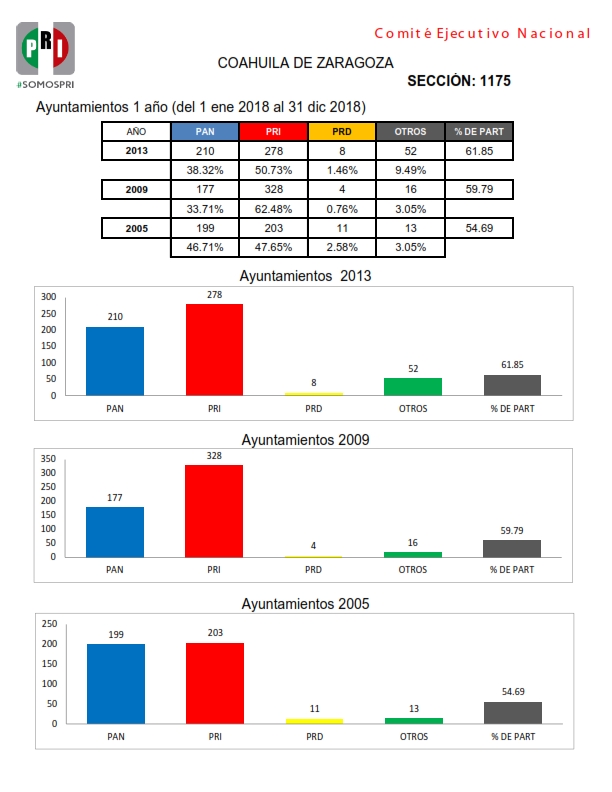 Comité Ejecutivo Nacional
PRI
#SOMOSPRI
COAHUILA DE ZARAGOZA
SECCIÓN: 1175
Ayuntamientos 1 año (del 1 ene 2018 al 31 dic 2018)
AÑO PAN PRI PRD OTROS % DE PART
2013 210 278 8 52 61.85
38.32% 50.73% 1.46% 9.49%
2009 177 328 4 16 59.79
33.71% 62.48% 0.76% 3.05%
2005 199 203 11 13 54.69
46.71% 47.65% 2.58% 3.05%
Ayuntamientos 2013
300
250
200
150
100
50
0
210 278 8 52 61.85
PAN PRI PRD OTROS % DE PART
Ayuntamientos 2009
350
300
250
200
150
100
50
0
177 328 4 16 59.79
PAN PRI PRD OTROS % DE PART
Ayuntamientos 2005
250
200
150
100
50
0
199 203 11 13 54.69
PAN PRI PRD OTROS % DE PART